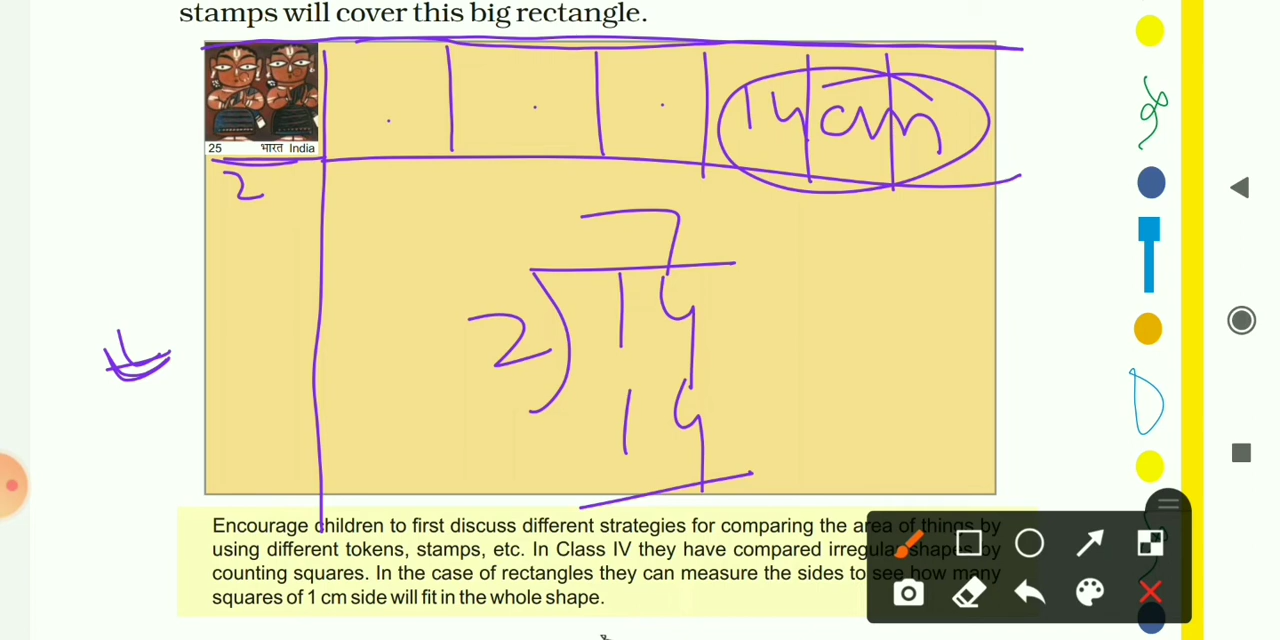 stamps will cover this big rectangle.
25 भारत India
14 cm
2
7
2) 14
14
Encourage children to first discuss different strategies for comparing the area of things by
using different tokens, stamps, etc. In Class IV they have compared irregular shapes by
counting squares. In the case of rectangles they can measure the sides to see how many
squares of 1 cm side will fit in the whole shape.